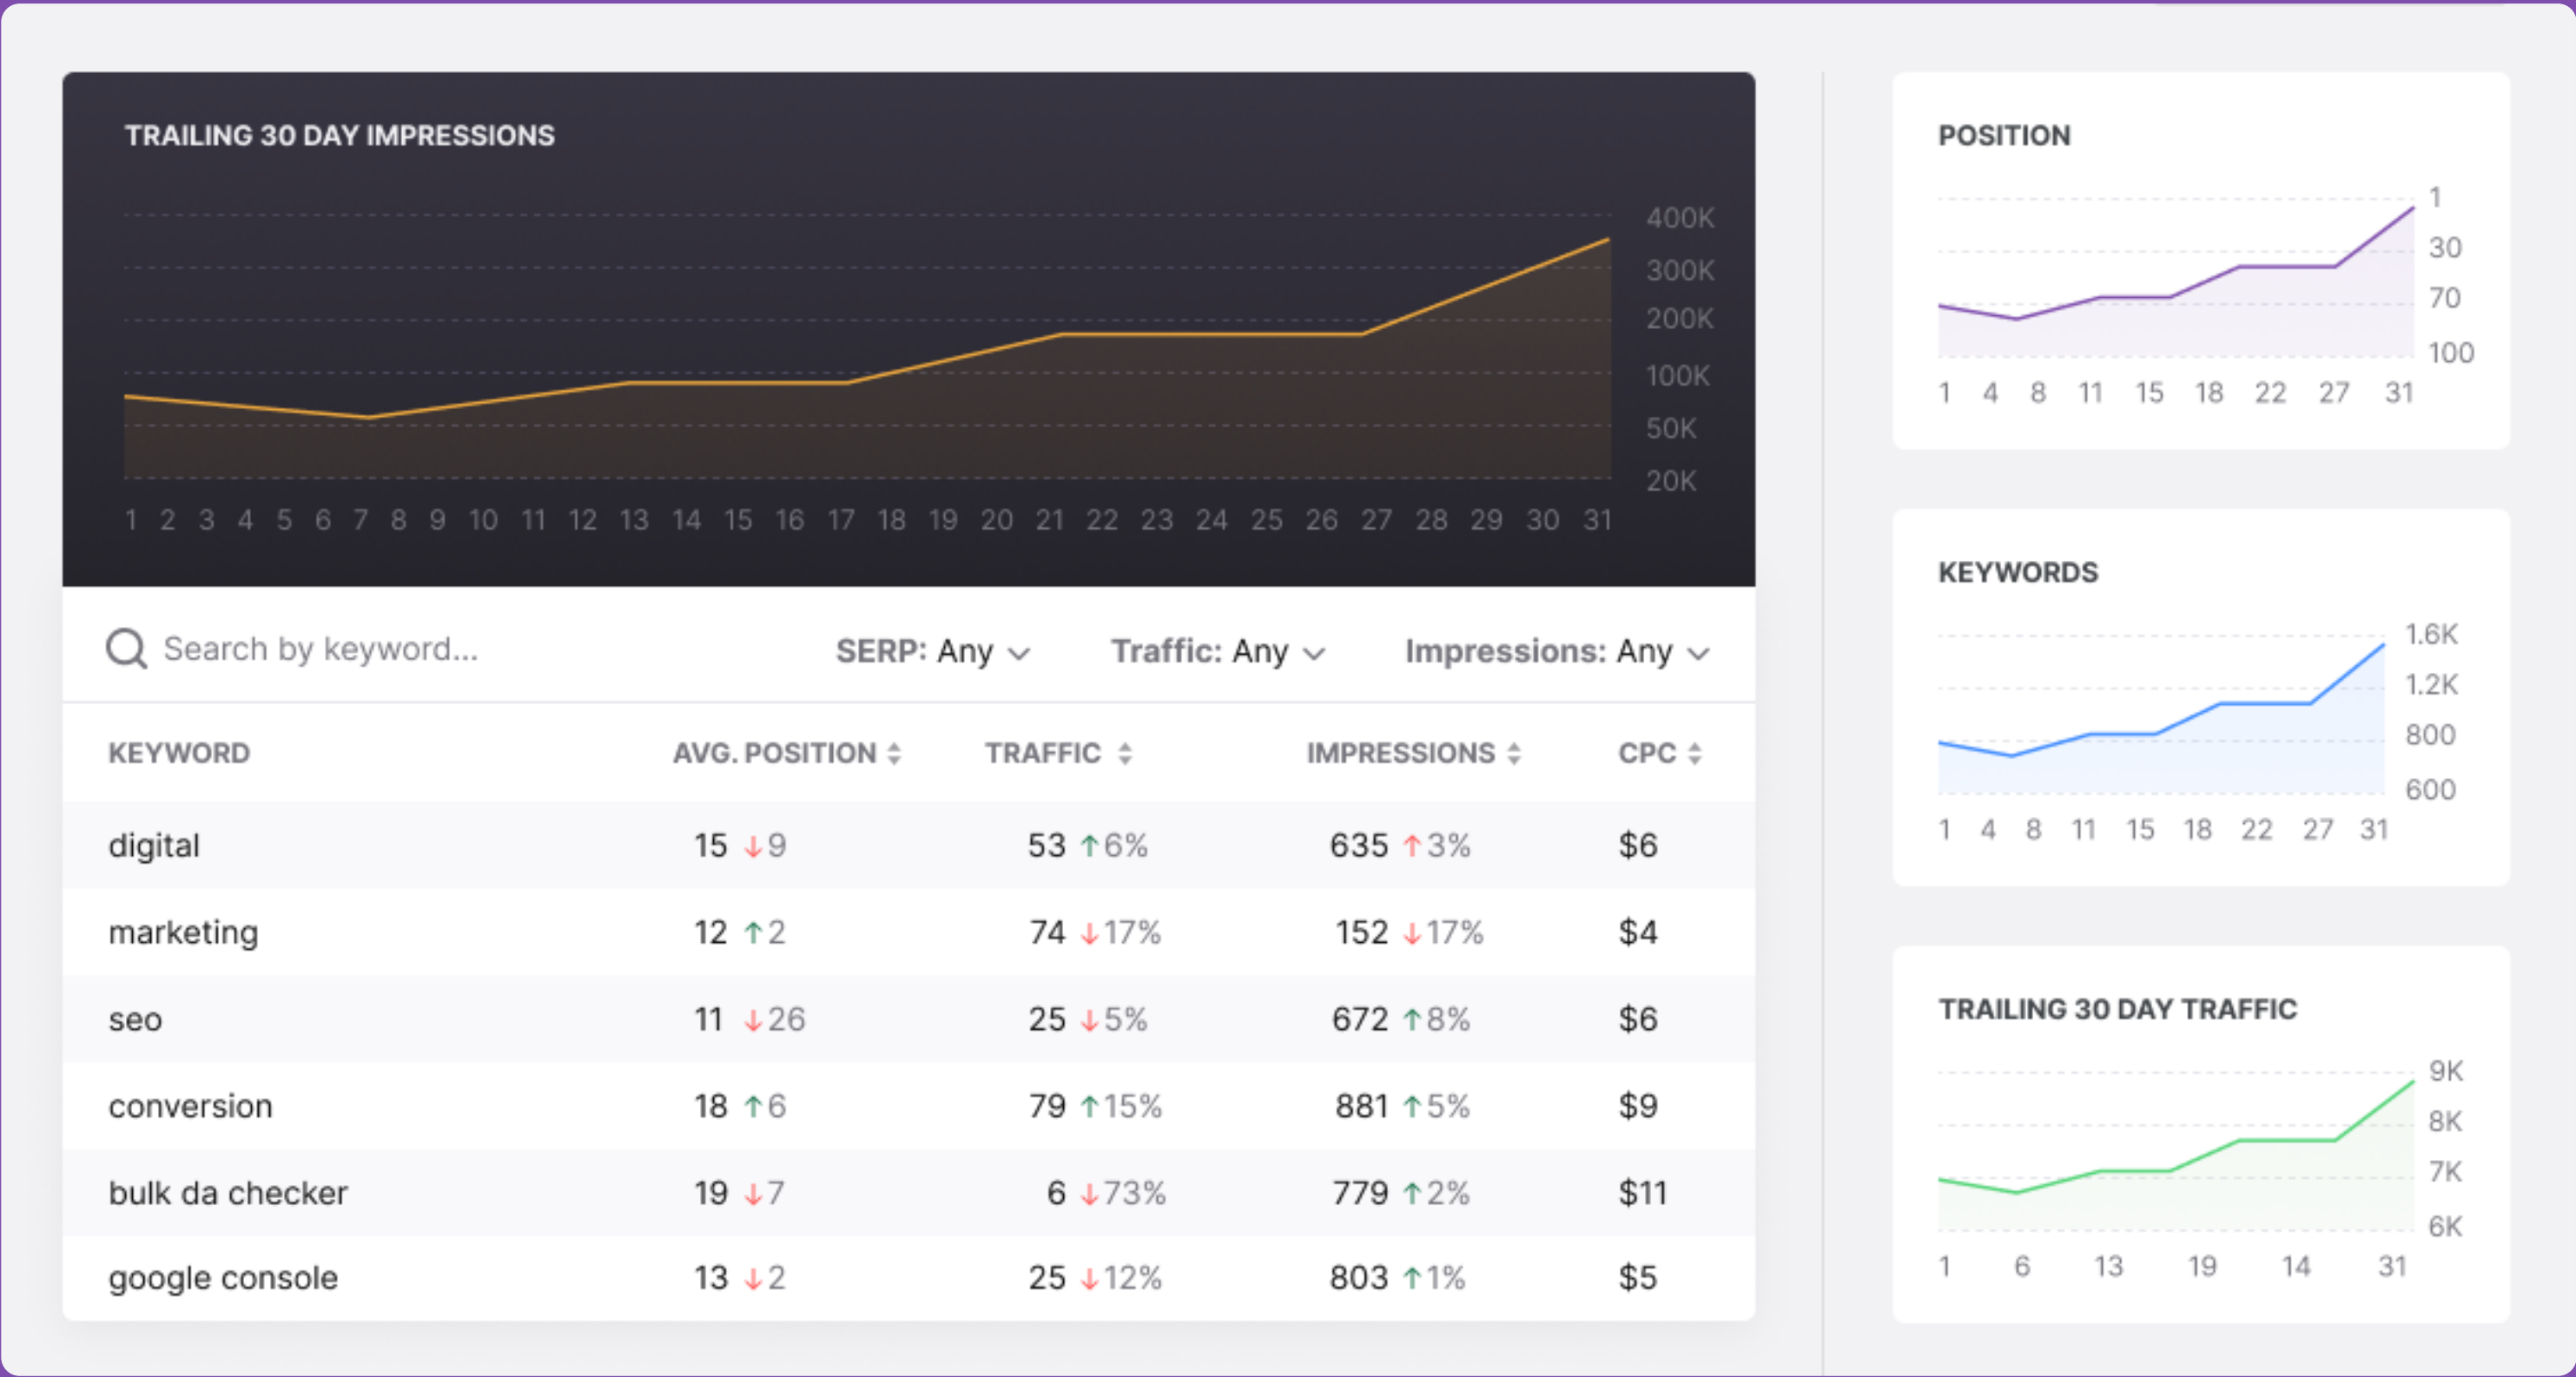 TRAILING 30 DAY IMPRESSIONS
400K
300K
200K
100K
50K
20K
1 2 3 4 5 6 7 8 9 10 11 12 13 14 15 16 17 18 19 20 21 22 23 24 25 26 27 28 29 30 31
Search by keyword...
SERP: Any Traffic: Any Impressions: Any
KEYWORD AVG. POSITION TRAFFIC IMPRESSIONS CPC
digital 15 ↓9 53 ↑6% 635 ↑3% $6
marketing 12 ↑2 74 ↓17% 152 ↓17% $4
seo 11 ↓26 25 ↓5% 672 ↑8% $6
conversion 18 ↑6 79 ↑15% 881 ↑5% $9
bulk da checker 19 ↓7 6 ↓73% 779 ↑2% $11
google console 13 ↓2 25 ↓12% 803 ↑1% $5
POSITION
1
30
70
100
1 4 8 11 15 18 22 27 31
KEYWORDS
1.6K
1.2K
800
600
1 4 8 11 15 18 22 27 31
TRAILING 30 DAY TRAFFIC
9K
8K
7K
6K
1 6 13 19 14 31